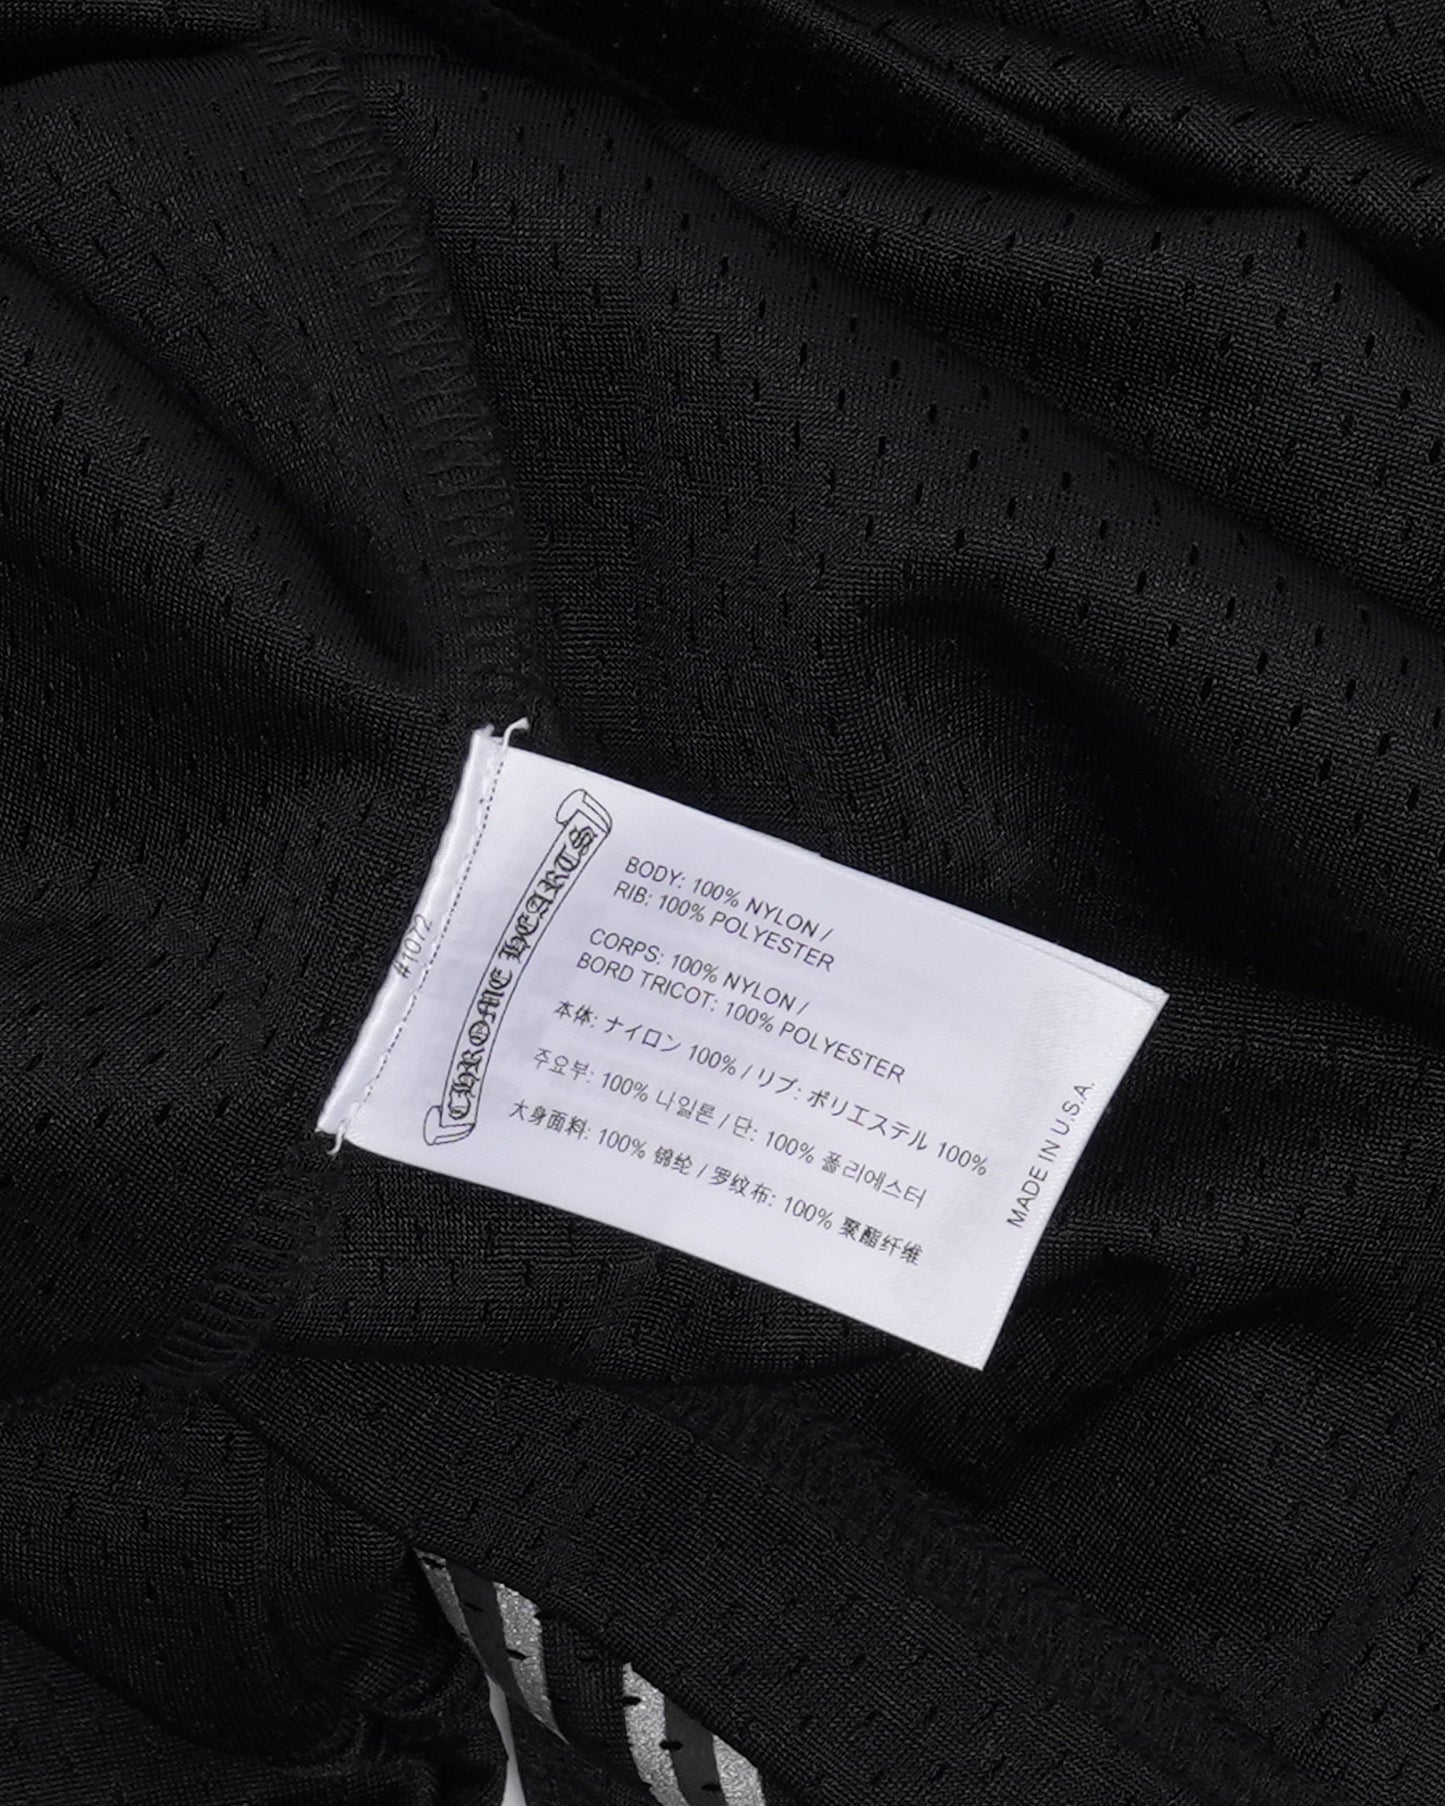 #1072
CHROME HEARTS
BODY: 100% NYLON /
RIB: 100% POLYESTER
CORPS: 100% NYLON /
BORD TRICOT: 100% POLYESTER
本体: ナイロン 100% / リブ: ポリエステル 100%
주요부: 100% 나일론 / 단: 100% 폴리에스터
大身面料: 100% 锦纶 / 罗纹布: 100% 聚酯纤维
MADE IN U.S.A.